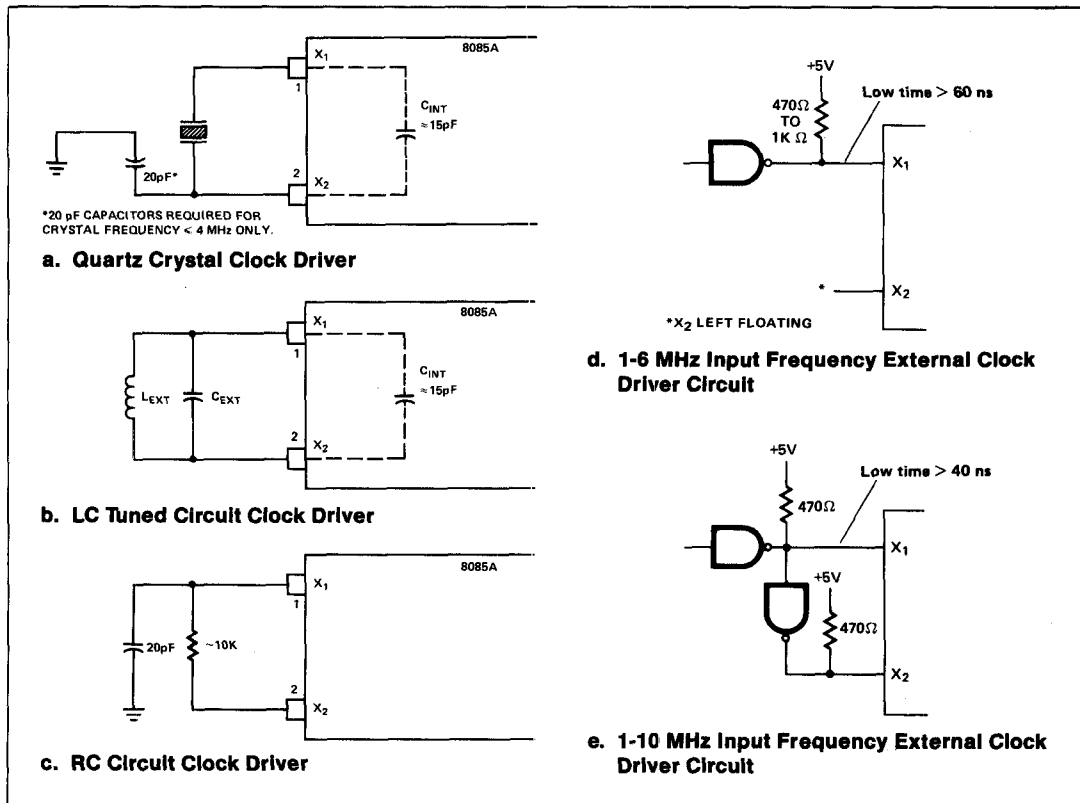 8085A
X1
1
CINT
≈15pF
20pF*
2
X2
*20 pF CAPACITORS REQUIRED FOR
CRYSTAL FREQUENCY < 4 MHz ONLY.
a. Quartz Crystal Clock Driver
8085A
X1
1
CINT
≈15pF
LEXT
CEXT
2
X2
b. LC Tuned Circuit Clock Driver
8085A
X1
1
20pF
~10K
2
X2
c. RC Circuit Clock Driver
+5V
Low time > 60 ns
470Ω
TO
1K Ω
X1
*
X2
*X2 LEFT FLOATING
d. 1-6 MHz Input Frequency External Clock
Driver Circuit
+5V
Low time > 40 ns
470Ω
X1
+5V
470Ω
X2
e. 1-10 MHz Input Frequency External Clock
Driver Circuit